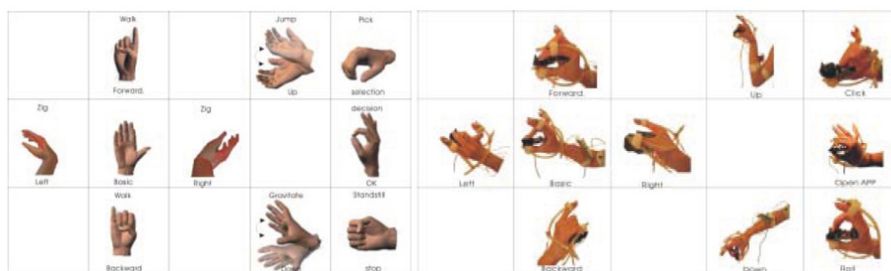 Walk
Jump
Pick
Forward.
Up
selection
Forward
Up
Click
Zig
Zig
decision
Left
Basic
Right
OK
Left
Basic
Right
Open APP
Walk
Gravitate
Standstill
Backward
Down
stop
Backward
Down